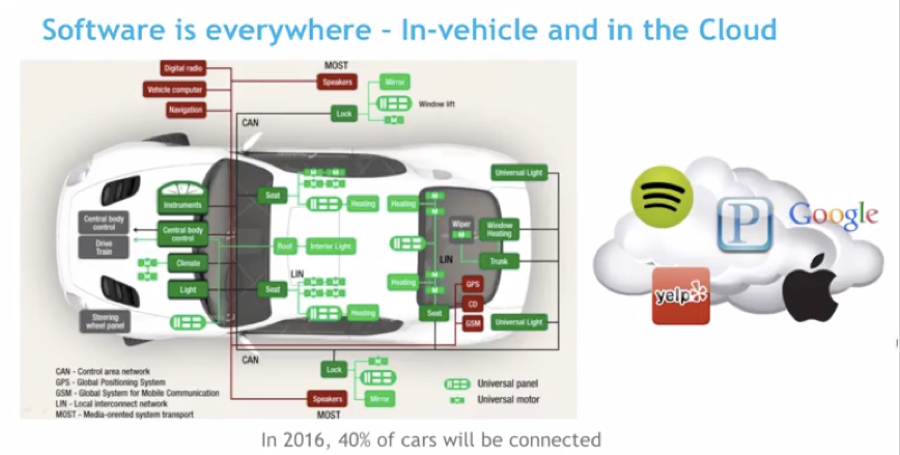 Software is everywhere – In-vehicle and in the Cloud
Digital radio
MOST
Vehicle computer
Speakers
Mirror
Navigation
Window lift
Lock
M
CAN
Universal Light
M M
M M
Seat
Instruments
Heating
Heating
M
M
Central body control
Central body control
Wiper
M
Window Heating
Drive Train
Roof
Interior Light
LIN
Climate
M
M
Trunk
LIN
Light
Seat
M M
M M
Heating
M
M
GPS
CD
GSM
Steering wheel panel
Heating
Seat
Universal Light
CAN
Lock
M
CAN - Control area network
GPS - Global Positioning System
GSM - Global System for Mobile Communication
LIN - Local interconnect network
MOST - Media-orented system transport
Speakers
Mirror
MOST
Universal panel
M
Universal motor
P
Google
yelp
In 2016, 40% of cars will be connected